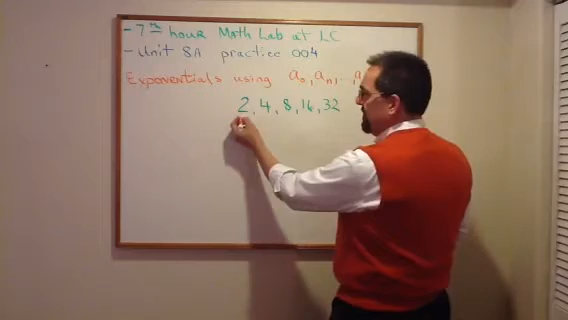 - 7th hour Math Lab at LC
- Unit 8A practice 004
Exponentials using a₀, aₙ, ..., a
2, 4, 8, 16, 32